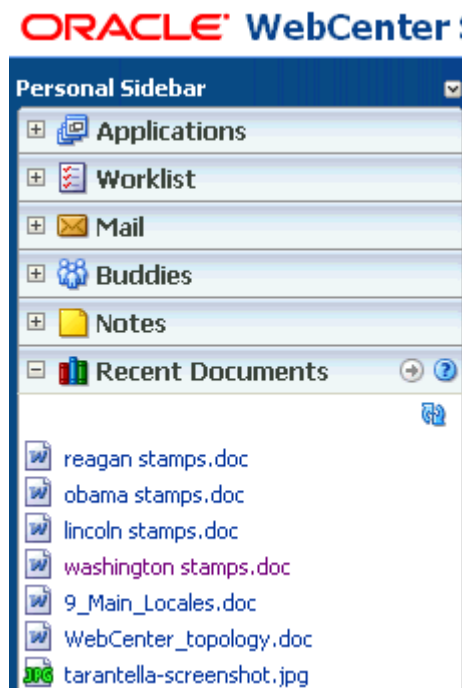 ORACLE WebCenter
Personal Sidebar
Applications
Worklist
Mail
Buddies
Notes
Recent Documents
reagan stamps.doc
obama stamps.doc
lincoln stamps.doc
washington stamps.doc
9_Main_Locales.doc
WebCenter_topology.doc
JPG tarantella-screenshot.jpg